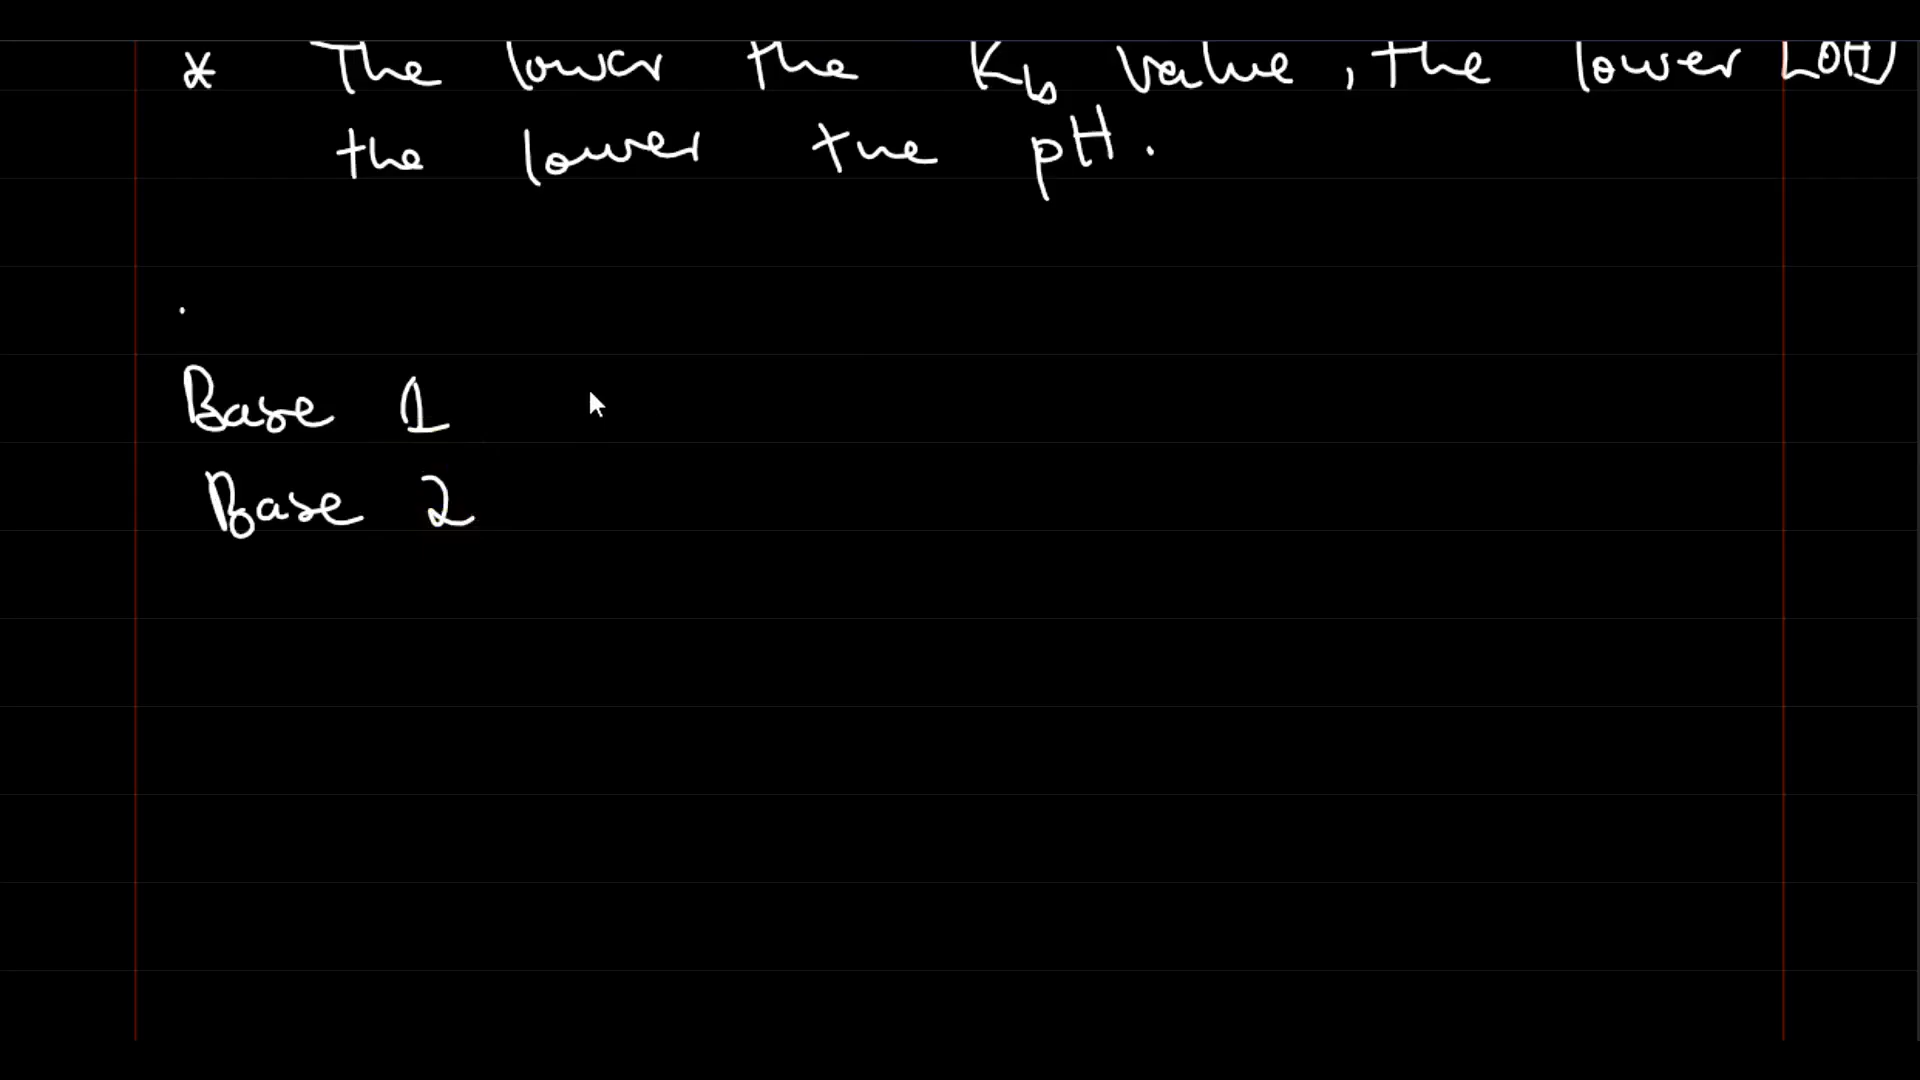 * The lower the Kb value, the lower [OH]
the lower the pH.
Base 1
Base 2